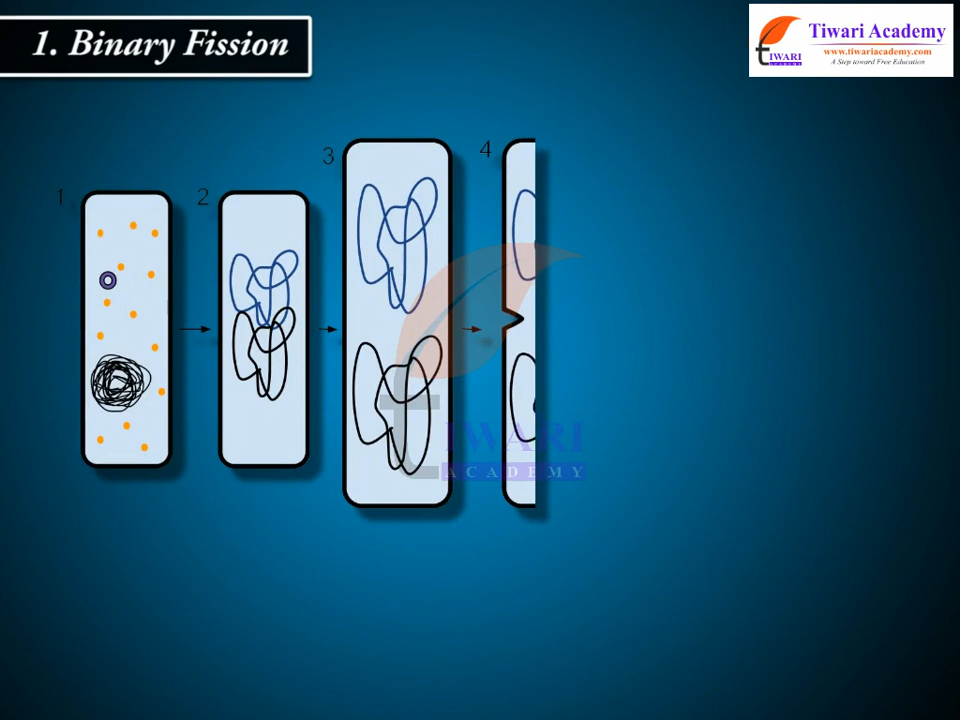 1. Binary Fission
Tiwari Academy
www.tiwariacademy.com
A Step toward Free Education
tIWARI
ACADEMY
1
2
3
4
tIWARI
ACADEMY